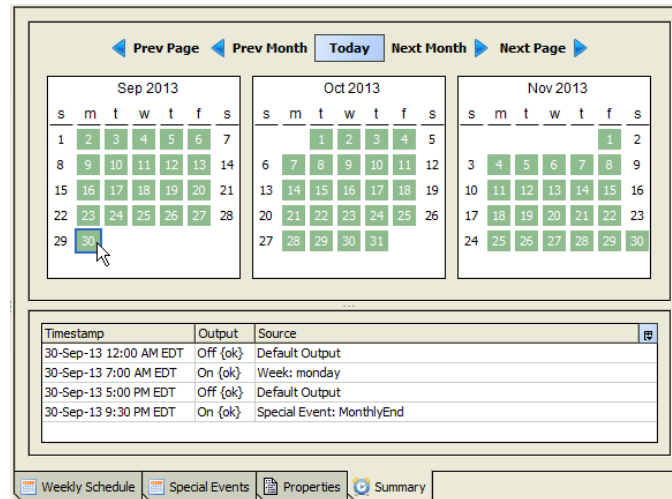 Prev Page Prev Month Today Next Month Next Page
Sep 2013
s m t w t f s
1 2 3 4 5 6 7
8 9 10 11 12 13 14
15 16 17 18 19 20 21
22 23 24 25 26 27 28
29 30
Oct 2013
s m t w t f s
1 2 3 4 5
6 7 8 9 10 11 12
13 14 15 16 17 18 19
20 21 22 23 24 25 26
27 28 29 30 31
Nov 2013
s m t w t f s
1 2
3 4 5 6 7 8 9
10 11 12 13 14 15 16
17 18 19 20 21 22 23
24 25 26 27 28 29 30
Timestamp Output Source
30-Sep-13 12:00 AM EDT Off {ok} Default Output
30-Sep-13 7:00 AM EDT On {ok} Week: monday
30-Sep-13 5:00 PM EDT Off {ok} Default Output
30-Sep-13 9:30 PM EDT On {ok} Special Event: MonthlyEnd
Weekly Schedule Special Events Properties Summary